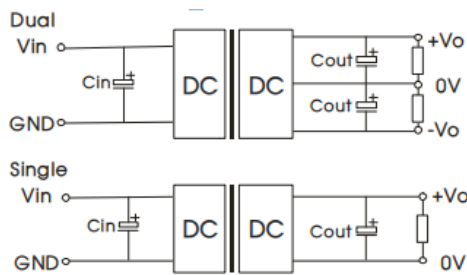 Dual
Vin
Cin
+
GND
DC
DC
Cout
+
Cout
+
+Vo
0V
-Vo
Single
Vin
Cin
+
GND
DC
DC
Cout
+
+Vo
0V